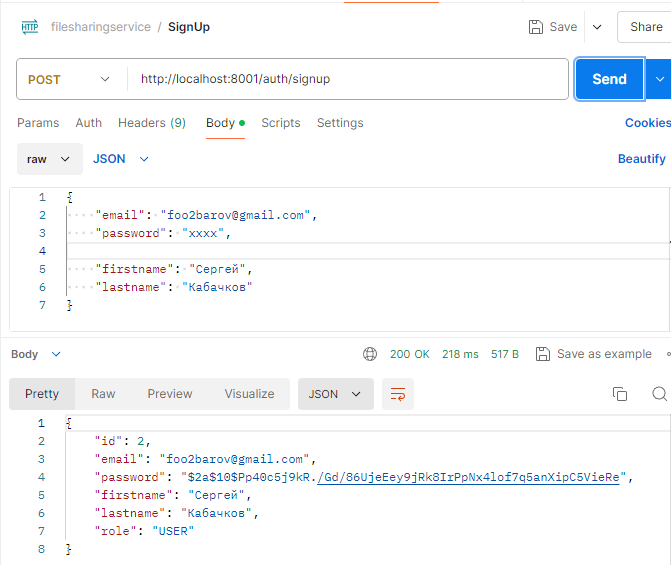 HTTP filesharingservice / SignUp Save Share
POST http://localhost:8001/auth/signup Send
Params Auth Headers (9) Body Scripts Settings Cookies
raw JSON Beautify
1 {
2 "email": "foo2barov@gmail.com",
3 "password": "xxxx",
4
5 "firstname": "Сергей",
6 "lastname": "Кабачков"
7 }
Body 200 OK 218 ms 517 B Save as example
Pretty Raw Preview Visualize JSON
1 {
2 "id": 2,
3 "email": "foo2barov@gmail.com",
4 "password": "$2a$10$Pp40c5j9kR./Gd/86UjeEey9jRk8IrPpNx4lof7q5anXipC5VieRe",
5 "firstname": "Сергей",
6 "lastname": "Кабачков",
7 "role": "USER"
8 }